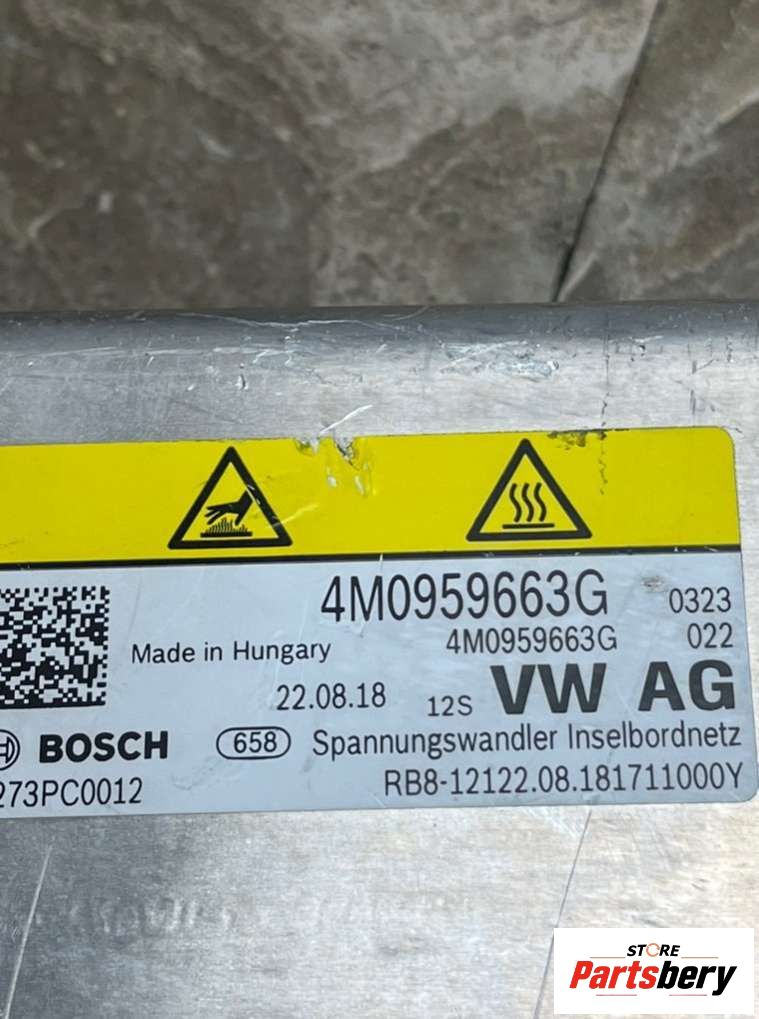 4M0959663G 0323
4M0959663G 022
Made in Hungary
22.08.18 12S VW AG
BOSCH 658 Spannungswandler Inselbordnetz
273PC0012 RB8-12122.08.181711000Y
STORE
Partsbery